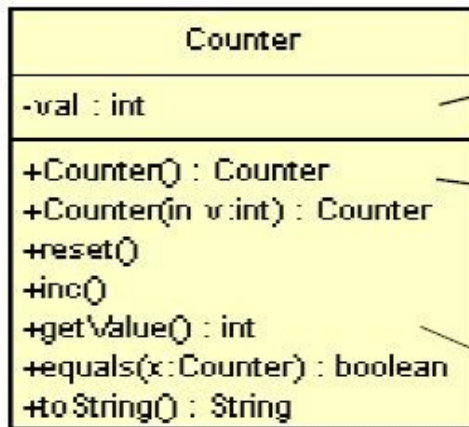 Counter
-val : int
+Counter() : Counter
+Counter(in v:int) : Counter
+reset()
+inc()
+getValue() : int
+equals(x:Counter) : boolean
+toString() : String